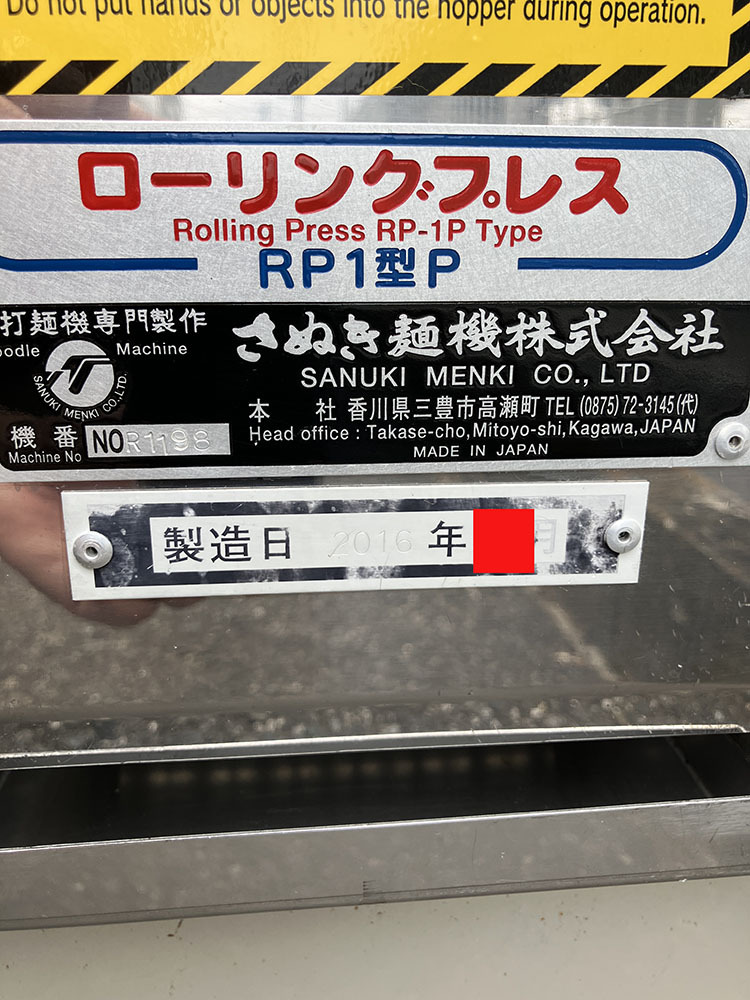 Do not put hands or objects into the hopper during operation.
ローリングプレス
Rolling Press RP-1P Type
RP1型P
打麺機専門製作
oodle Machine
SANUKI MENKI CO.,LTD.
さぬき麺機株式会社
SANUKI MENKI CO., LTD
本 社 香川県三豊市高瀬町 TEL (0875) 72-3145(代)
Head office : Takase-cho, Mitoyo-shi, Kagawa, JAPAN
MADE IN JAPAN
機番 NO R1198
Machine No
製造日 2016 年 月